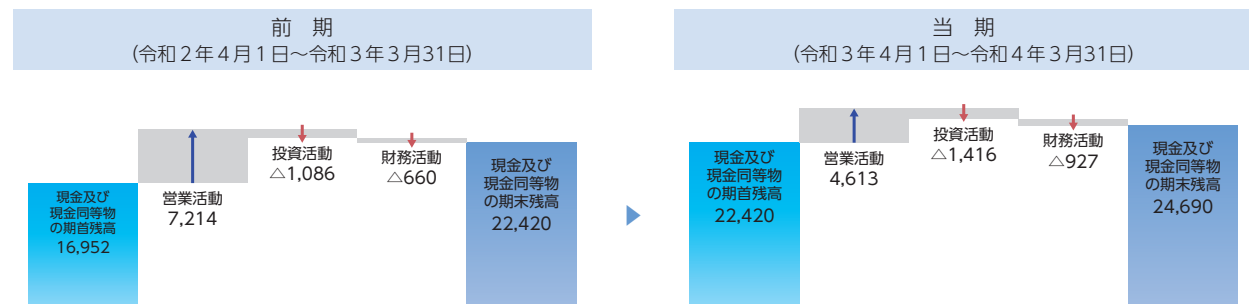 前　期
（令和２年４月１日～令和３年３月31日）
現金及び
現金同等物
の期首残高
16,952
営業活動
7,214
投資活動
△1,086
財務活動
△660
現金及び
現金同等物
の期末残高
22,420
当　期
（令和３年４月１日～令和４年３月31日）
現金及び
現金同等物
の期首残高
22,420
営業活動
4,613
投資活動
△1,416
財務活動
△927
現金及び
現金同等物
の期末残高
24,690